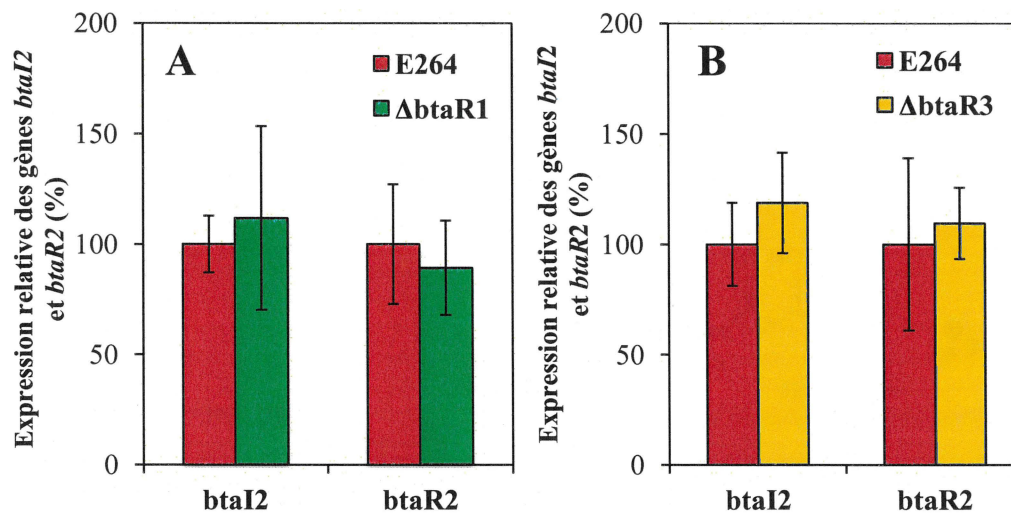 Expression relative des gènes btaI2
et btaR2 (%)
200
150
100
50
0
A
E264
ΔbtaR1
btaI2
btaR2
Expression relative des gènes btaI2
et btaR2 (%)
200
150
100
50
0
B
E264
ΔbtaR3
btaI2
btaR2